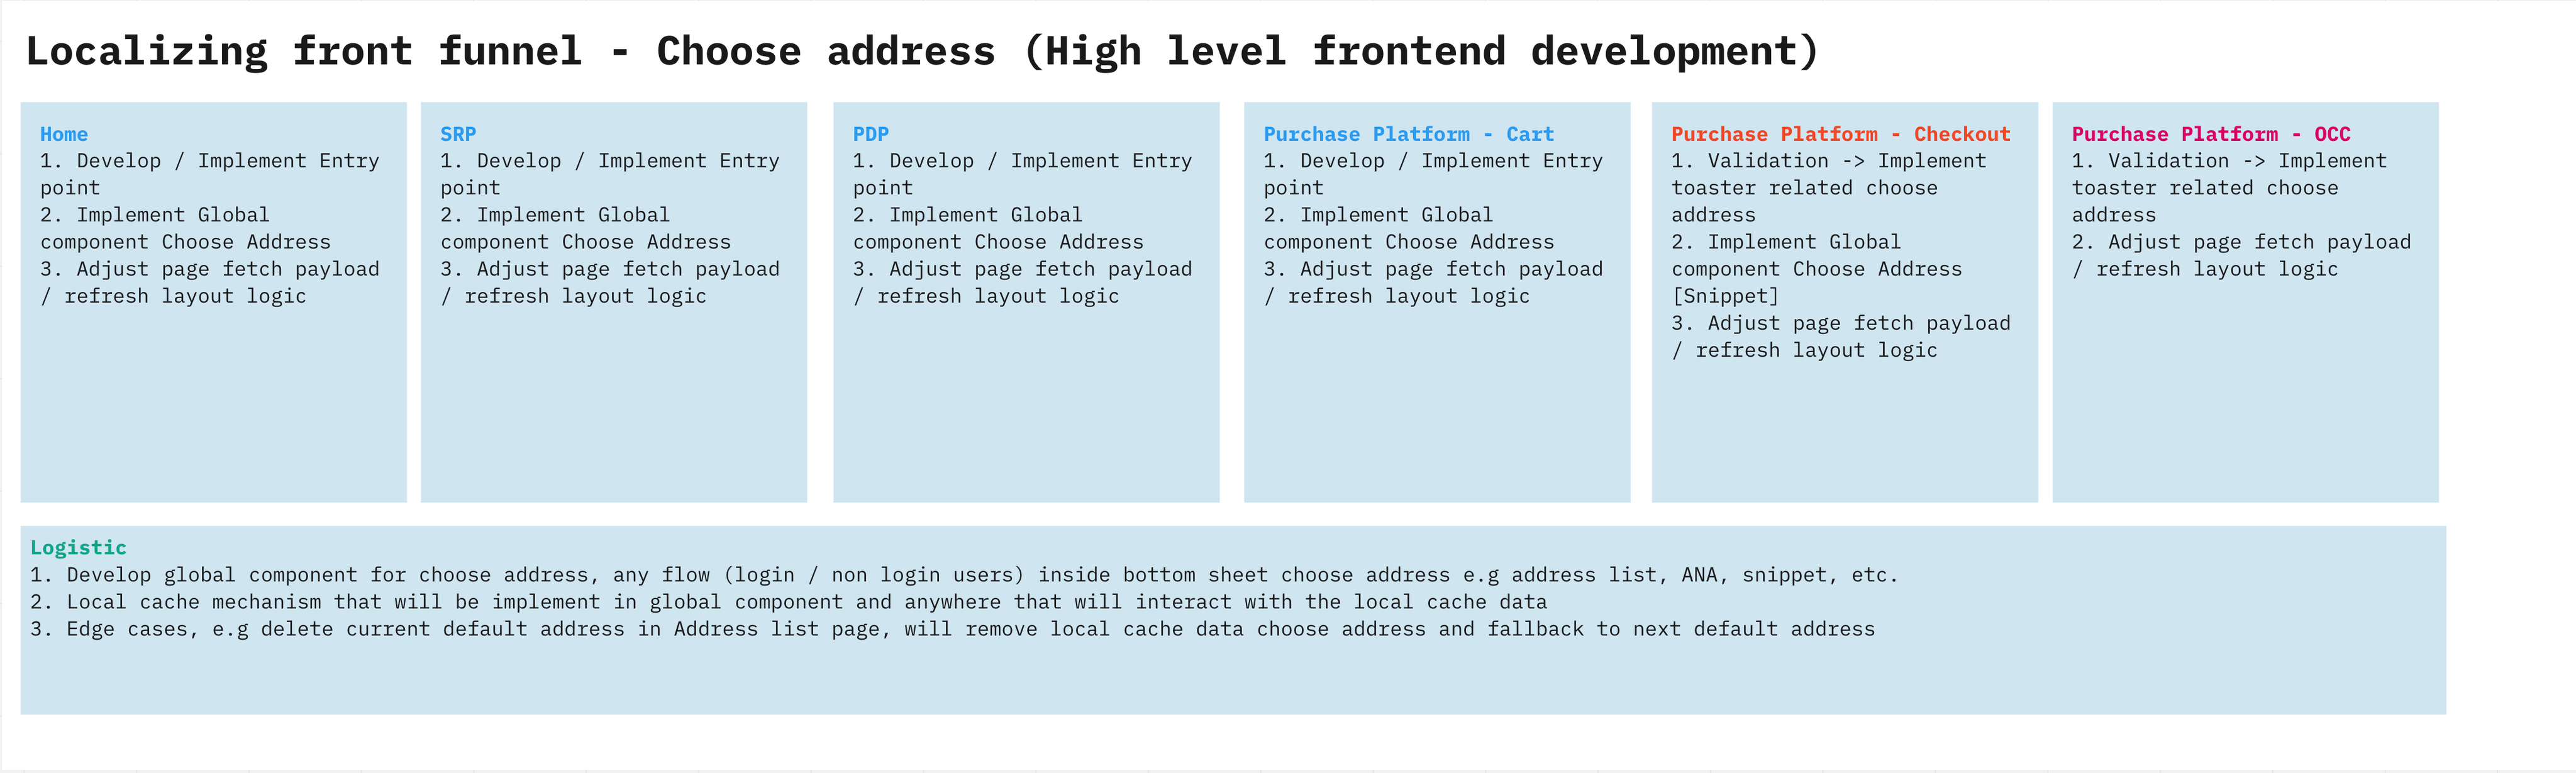 Localizing front funnel - Choose address (High level frontend development)
Home
1. Develop / Implement Entry
point
2. Implement Global
component Choose Address
3. Adjust page fetch payload
/ refresh layout logic
SRP
1. Develop / Implement Entry
point
2. Implement Global
component Choose Address
3. Adjust page fetch payload
/ refresh layout logic
PDP
1. Develop / Implement Entry
point
2. Implement Global
component Choose Address
3. Adjust page fetch payload
/ refresh layout logic
Purchase Platform - Cart
1. Develop / Implement Entry
point
2. Implement Global
component Choose Address
3. Adjust page fetch payload
/ refresh layout logic
Purchase Platform - Checkout
1. Validation -> Implement
toaster related choose
address
2. Implement Global
component Choose Address
[Snippet]
3. Adjust page fetch payload
/ refresh layout logic
Purchase Platform - OCC
1. Validation -> Implement
toaster related choose
address
2. Adjust page fetch payload
/ refresh layout logic
Logistic
1. Develop global component for choose address, any flow (login / non login users) inside bottom sheet choose address e.g address list, ANA, snippet, etc.
2. Local cache mechanism that will be implement in global component and anywhere that will interact with the local cache data
3. Edge cases, e.g delete current default address in Address list page, will remove local cache data choose address and fallback to next default address